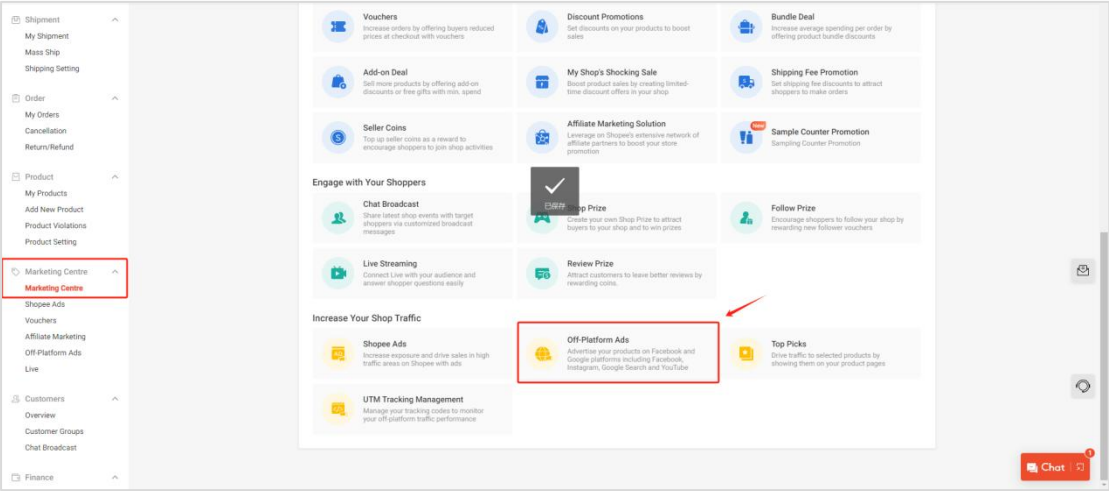 Shipment
My Shipment
Mass Ship
Shipping Setting
Order
My Orders
Cancellation
Return/Refund
Product
My Products
Add New Product
Product Violations
Product Setting
Marketing Centre
Marketing Centre
Shopee Ads
Vouchers
Affiliate Marketing
Off-Platform Ads
Live
Customers
Overview
Customer Groups
Chat Broadcast
Finance
Vouchers
Increase orders by offering buyers reduced
prices at checkout with vouchers
Discount Promotions
Set discounts on your products to boost
sales
Bundle Deal
Increase average spending per order by
offering product bundle discounts
Add-on Deal
Sell more products by offering add-on
discounts or free gifts with min. spend
My Shop's Shocking Sale
Boost product sales by creating limited-
time discount offers in your shop
Shipping Fee Promotion
Set shipping fee discounts to attract
shoppers to make orders
Seller Coins
Top up seller coins as a reward to
encourage shoppers to join shop activities
Affiliate Marketing Solution
Leverage on Shopee's extensive network of
affiliate partners to boost your store
promotion
New
Sample Counter Promotion
Sampling Counter Promotion
Engage with Your Shoppers
Chat Broadcast
Share latest shop events with target
shoppers via customized broadcast
messages
已保存
Shop Prize
Create your own Shop Prize to attract
buyers to your shop and to win prizes
Follow Prize
Encourage shoppers to follow your shop by
rewarding new follower vouchers
Live Streaming
Connect Live with your audience and
answer shopper questions easily
Review Prize
Attract customers to leave better reviews by
rewarding coins.
Increase Your Shop Traffic
Shopee Ads
Increase exposure and drive sales in high
traffic areas on Shopee with ads
Off-Platform Ads
Advertise your products on Facebook and
Google platforms including Facebook,
Instagram, Google Search and YouTube
Top Picks
Drive traffic to selected products by
showing them on your product pages
UTM Tracking Management
Manage your tracking codes to monitor
your off-platform traffic performance
Chat
1